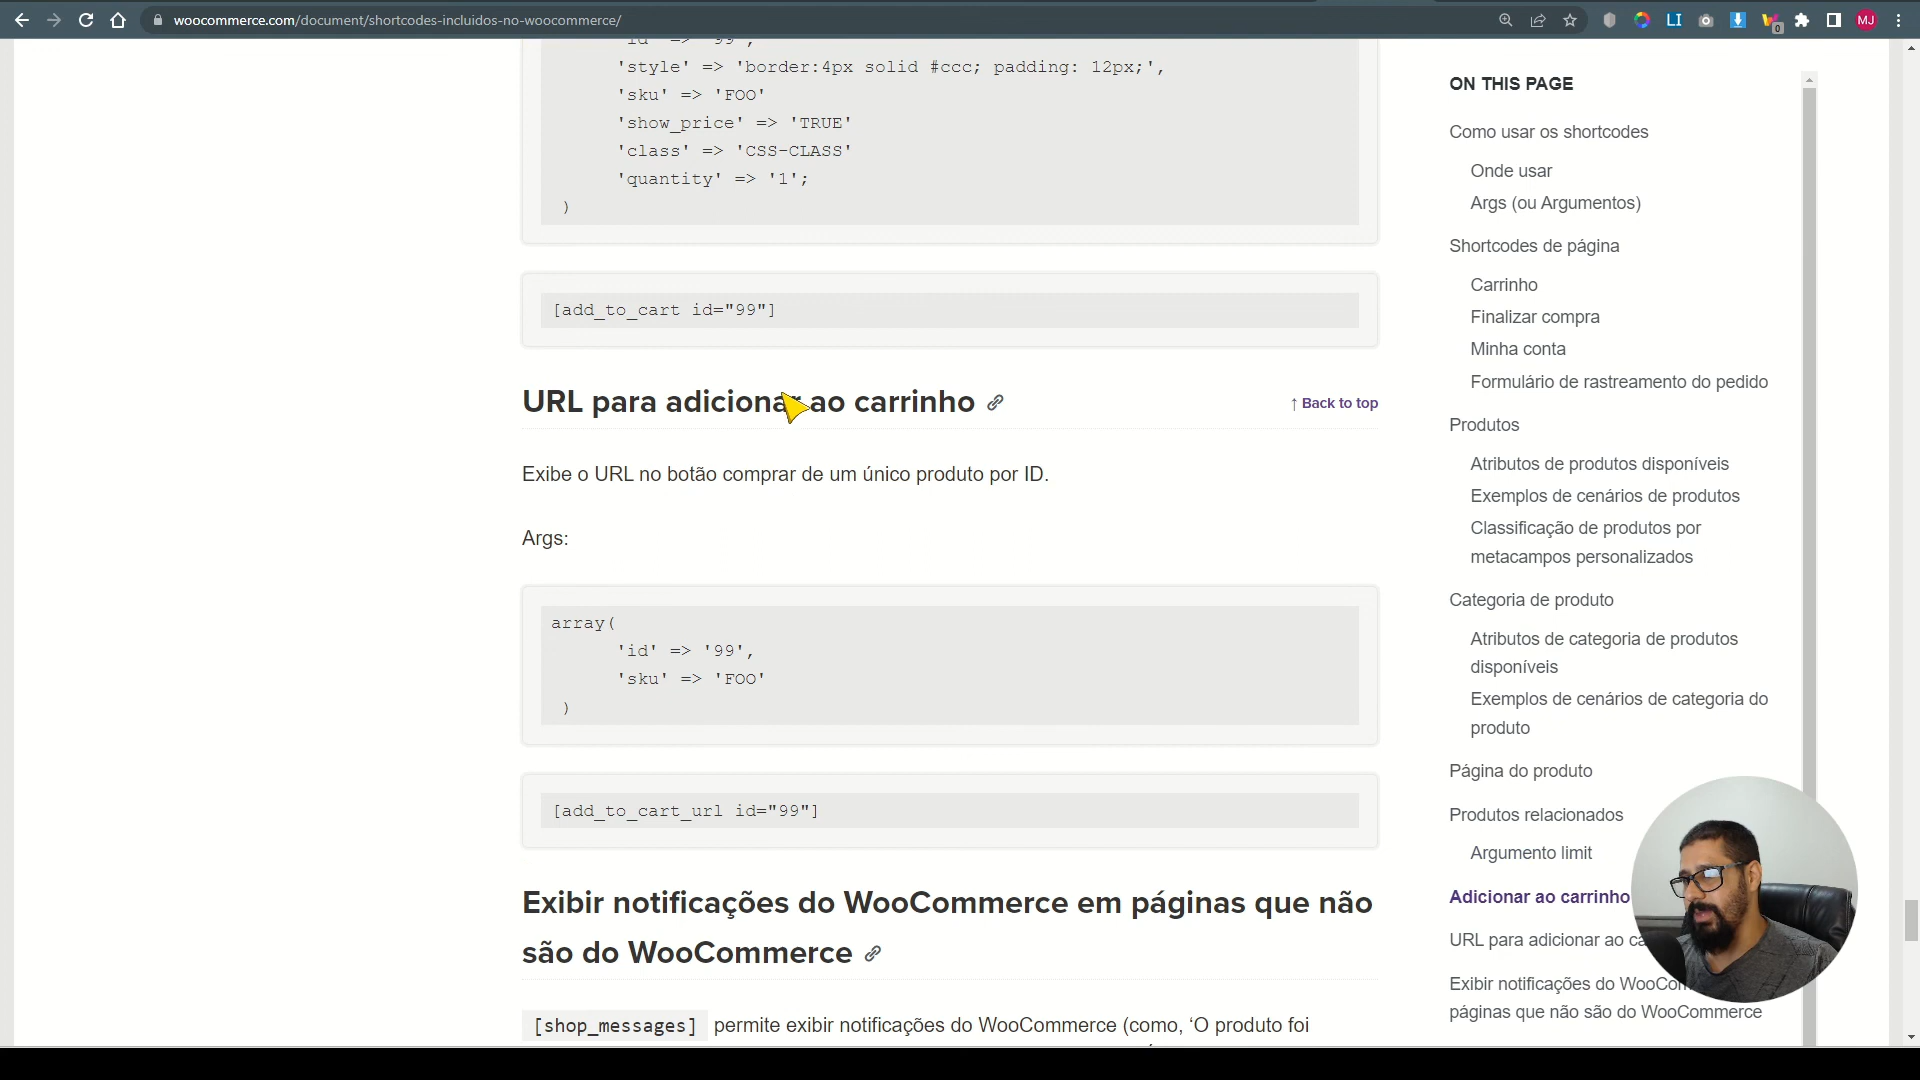 woocommerce.com/document/shortcodes-incluidos-no-woocommerce/
LI
0
MJ
'id' => '99',
'style' => 'border:4px solid #ccc; padding: 12px;',
'sku' => 'FOO'
'show_price' => 'TRUE'
'class' => 'CSS-CLASS'
'quantity' => '1';
)
[add_to_cart id="99"]
URL para adicionar ao carrinho
↑ Back to top
Exibe o URL no botão comprar de um único produto por ID.
Args:
array(
'id' => '99',
'sku' => 'FOO'
)
[add_to_cart_url id="99"]
Exibir notificações do WooCommerce em páginas que não
são do WooCommerce
[shop_messages] permite exibir notificações do WooCommerce (como, ‘O produto foi
ON THIS PAGE
Como usar os shortcodes
Onde usar
Args (ou Argumentos)
Shortcodes de página
Carrinho
Finalizar compra
Minha conta
Formulário de rastreamento do pedido
Produtos
Atributos de produtos disponíveis
Exemplos de cenários de produtos
Classificação de produtos por
metacampos personalizados
Categoria de produto
Atributos de categoria de produtos
disponíveis
Exemplos de cenários de categoria do
produto
Página do produto
Produtos relacionados
Argumento limit
Adicionar ao carrinho
URL para adicionar ao
Exibir notificações do
páginas que não são do WooCommerce